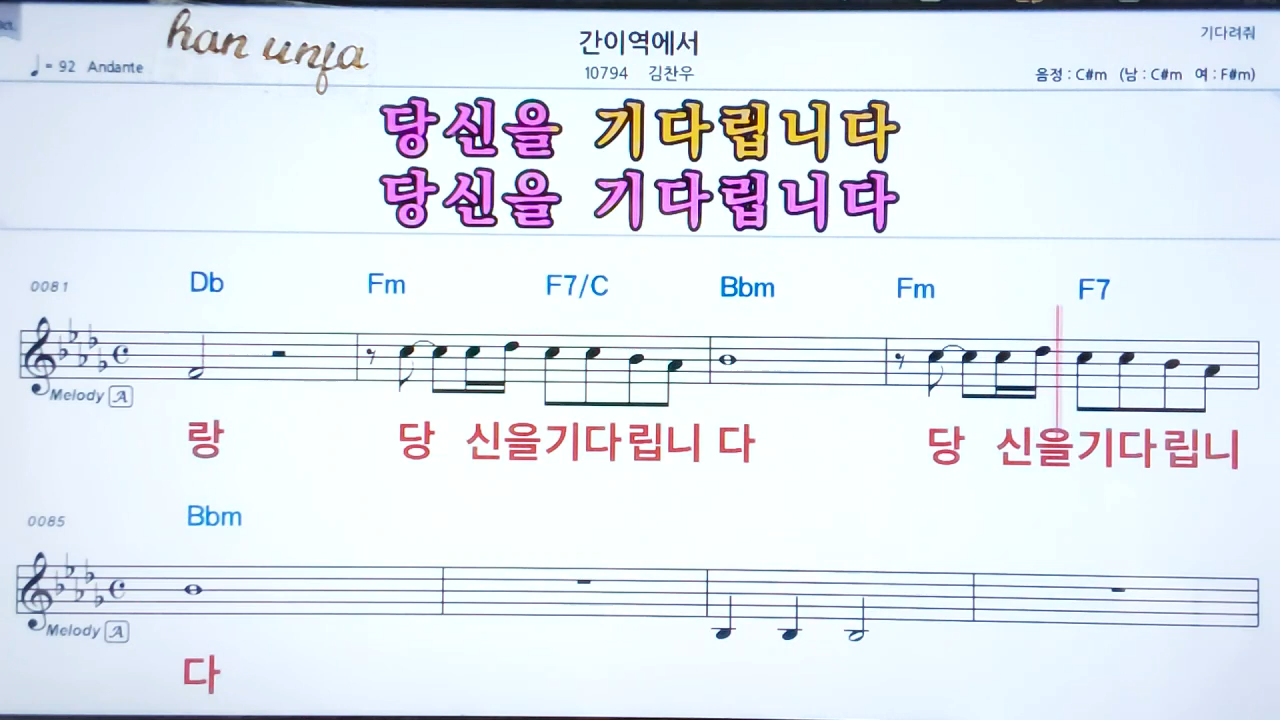 han unja
간이역에서
기다려줘
♩= 92 Andante
10794 김찬우
음정 : C#m (남 : C#m 여 : F#m)
당신을 기다립니다
당신을 기다립니다
0081 Db Fm F7/C Bbm Fm F7
Melody A
랑 당 신을기다립니 다 당 신을기다립니
0085 Bbm
Melody A
다